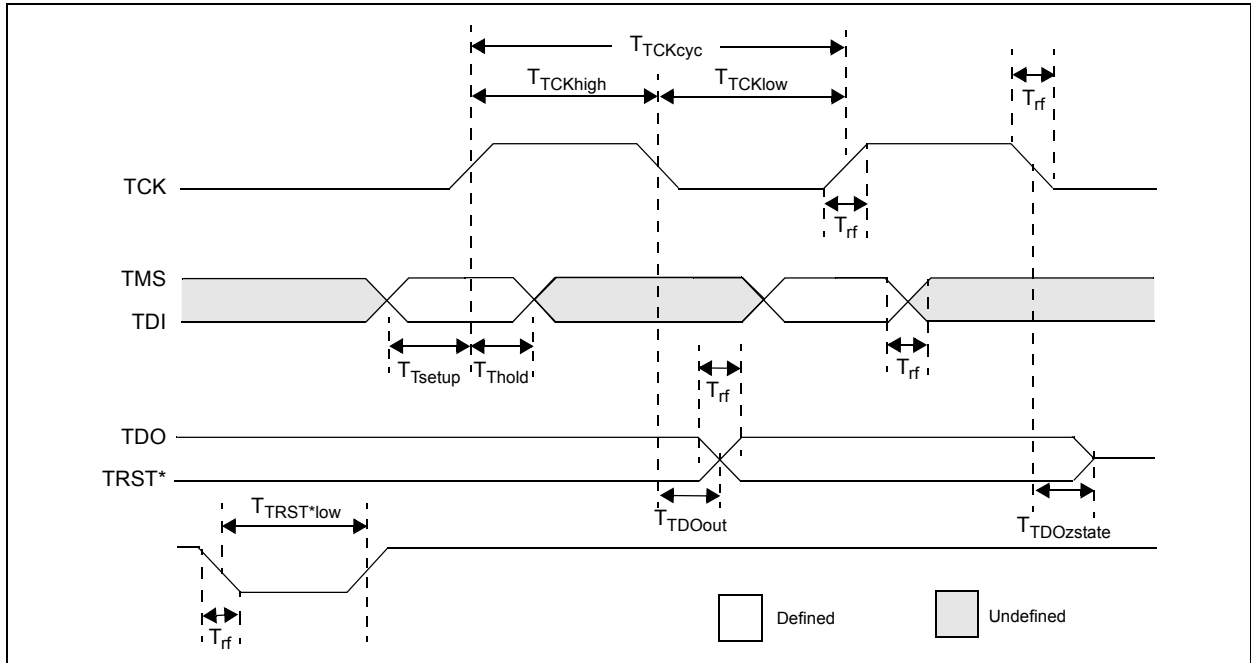 TTCKcyc
TTCKhigh
TTCKlow
Trf
TCK
Trf
TMS
TDI
TTsetup
TThold
Trf
Trf
TDO
TRST*
TTRST*low
TTDOout
TTDOzstate
Trf
Defined
Undefined